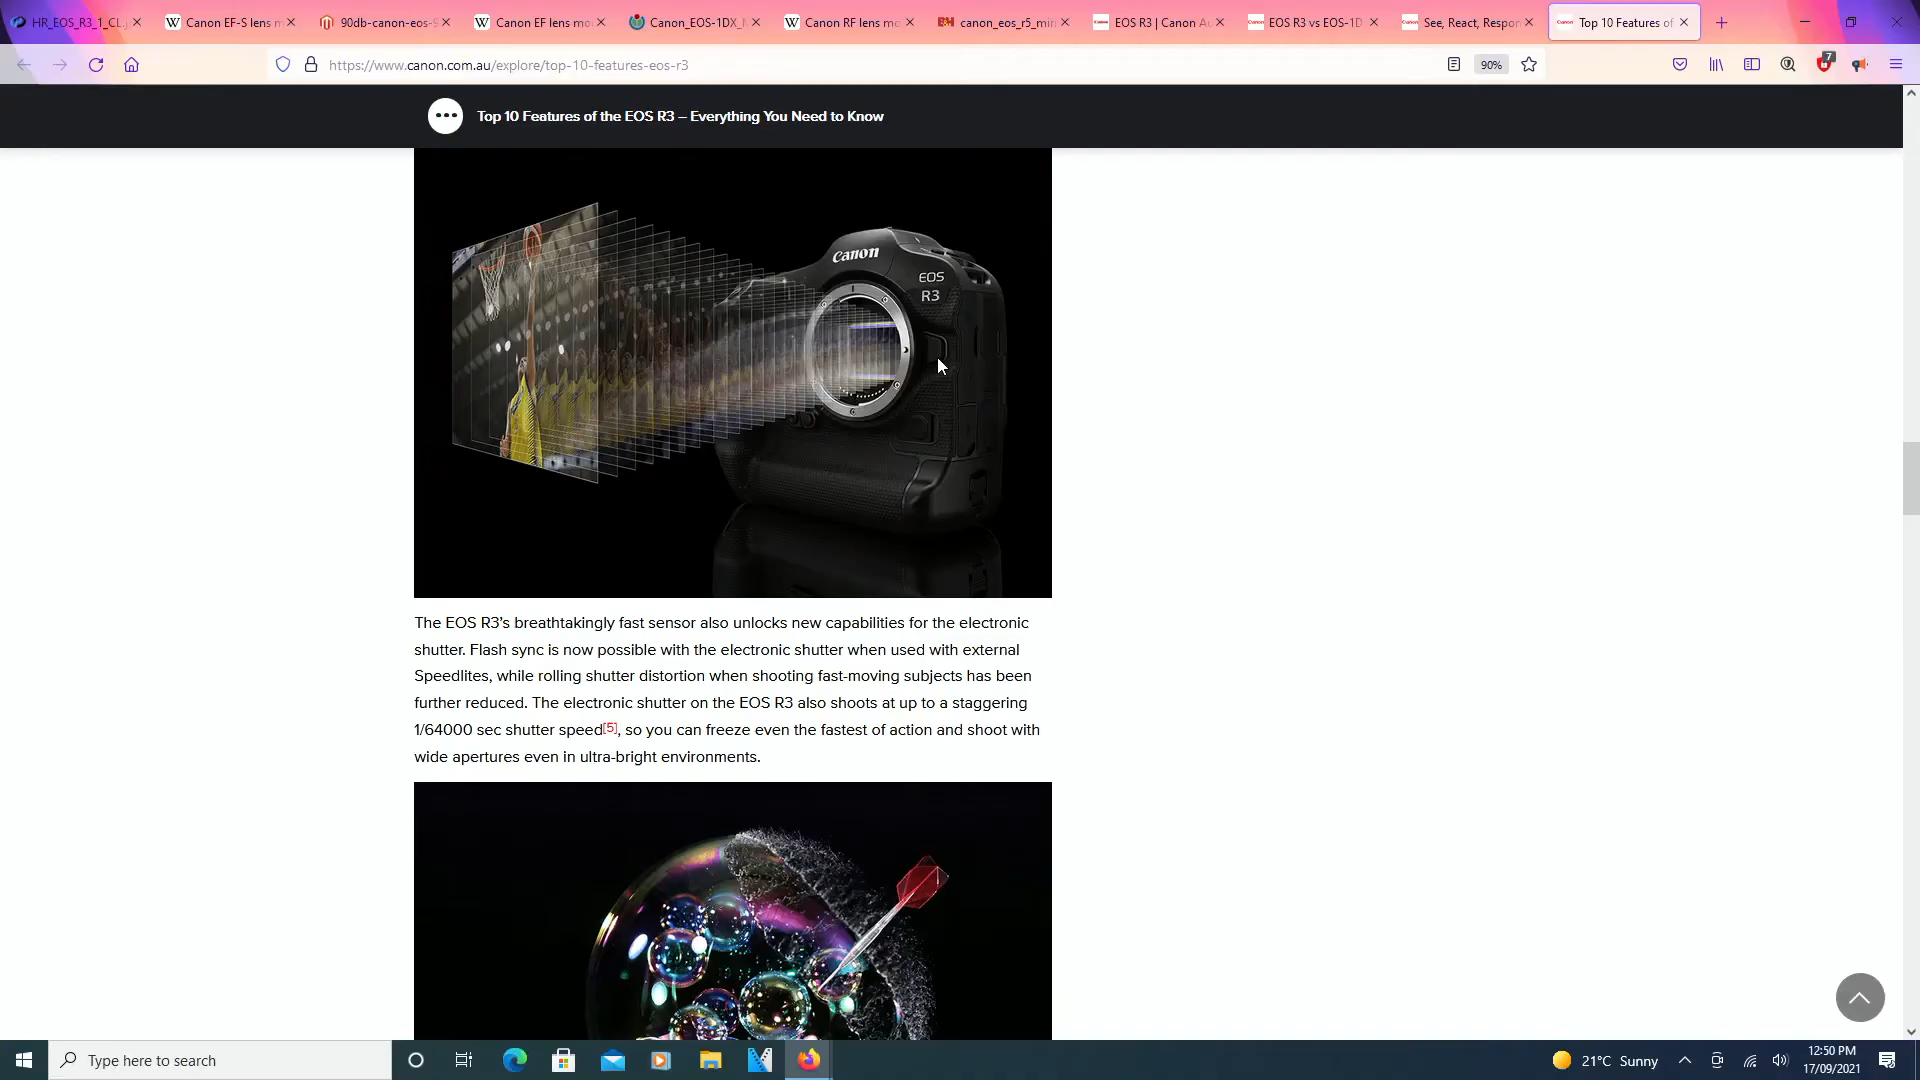 HR_EOS_R3_1_CL
Canon EF-S lens m
90db-canon-eos-
Canon EF lens mo
Canon_EOS-1DX_
Canon RF lens mo
canon_eos_r5_mi
EOS R3 | Canon Au
EOS R3 vs EOS-1D
See, React, Respon
Top 10 Features of
https://www.canon.com.au/explore/top-10-features-eos-r3
90%
7
Top 10 Features of the EOS R3 – Everything You Need to Know
Canon
EOS
R3
The EOS R3’s breathtakingly fast sensor also unlocks new capabilities for the electronic
shutter. Flash sync is now possible with the electronic shutter when used with external
Speedlites, while rolling shutter distortion when shooting fast-moving subjects has been
further reduced. The electronic shutter on the EOS R3 also shoots at up to a staggering
1/64000 sec shutter speed[5], so you can freeze even the fastest of action and shoot with
wide apertures even in ultra-bright environments.
Type here to search
21°C Sunny
12:50 PM
17/09/2021